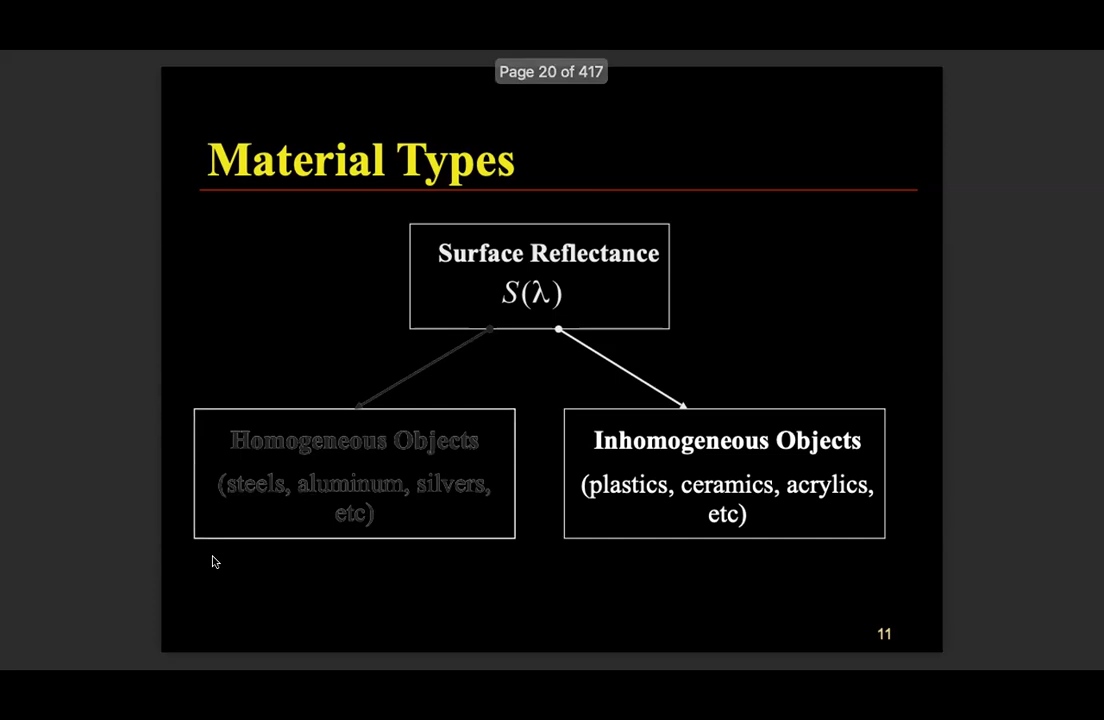 Page 20 of 417
Material Types
Surface Reflectance
S(λ)
Homogeneous Objects
(steels, aluminum, silvers,
etc)
Inhomogeneous Objects
(plastics, ceramics, acrylics,
etc)
11